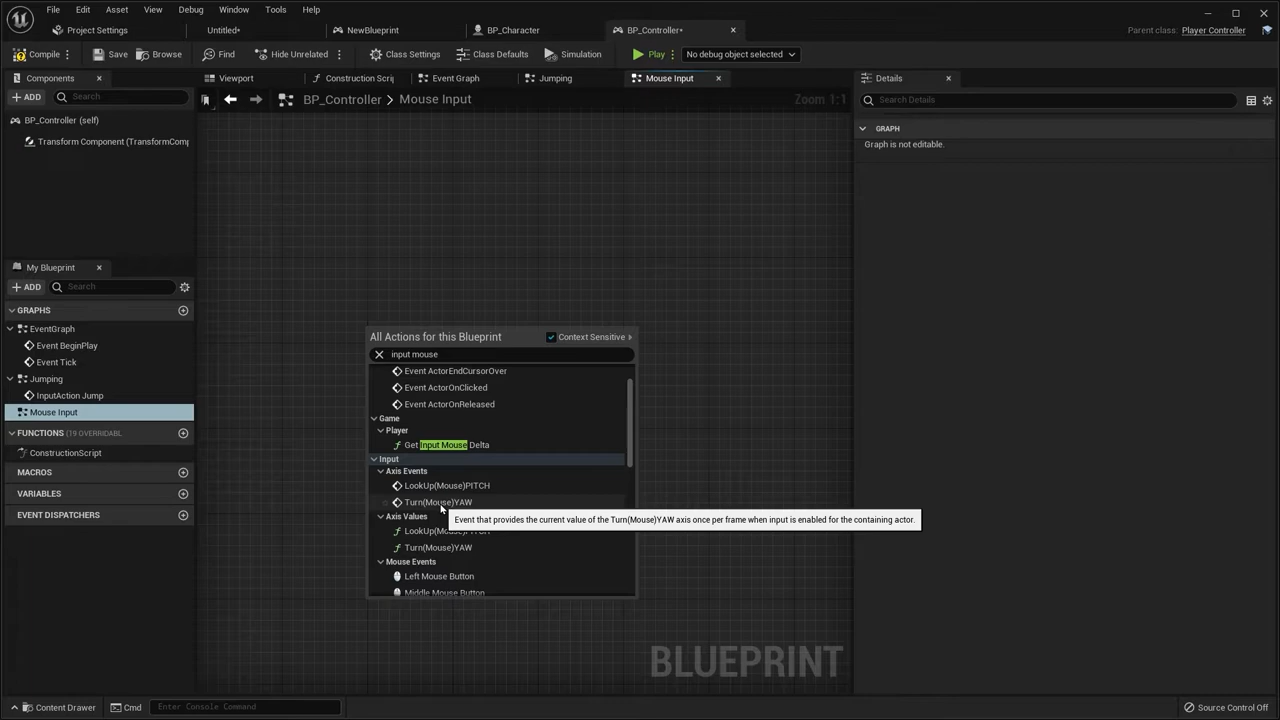 File Edit Asset View Debug Window Tools Help
Project Settings Untitled• NewBlueprint BP_Character BP_Controller•
Parent class: Player Controller
Compile Save Browse Find Hide Unrelated Class Settings Class Defaults Simulation Play No debug object selected
Components
Viewport Construction Scrip Event Graph Jumping Mouse Input
Details
ADD Search
BP_Controller > Mouse Input
Zoom 1:1
Search Details
BP_Controller (self)
Transform Component (TransformComp
GRAPH
Graph is not editable.
My Blueprint
ADD Search
GRAPHS
EventGraph
Event BeginPlay
Event Tick
Jumping
InputAction Jump
Mouse Input
FUNCTIONS (19 OVERRIDABL
ConstructionScript
MACROS
VARIABLES
EVENT DISPATCHERS
All Actions for this Blueprint Context Sensitive
input mouse
Event ActorEndCursorOver
Event ActorOnClicked
Event ActorOnReleased
Game
Player
Get Input Mouse Delta
Input
Axis Events
LookUp(Mouse)PITCH
Turn(Mouse)YAW
Event that provides the current value of the Turn(Mouse)YAW axis once per frame when input is enabled for the containing actor.
Axis Values
LookUp(Mouse)PITCH
Turn(Mouse)YAW
Mouse Events
Left Mouse Button
Middle Mouse Button
BLUEPRINT
Content Drawer Cmd Enter Console Command
Source Control Off